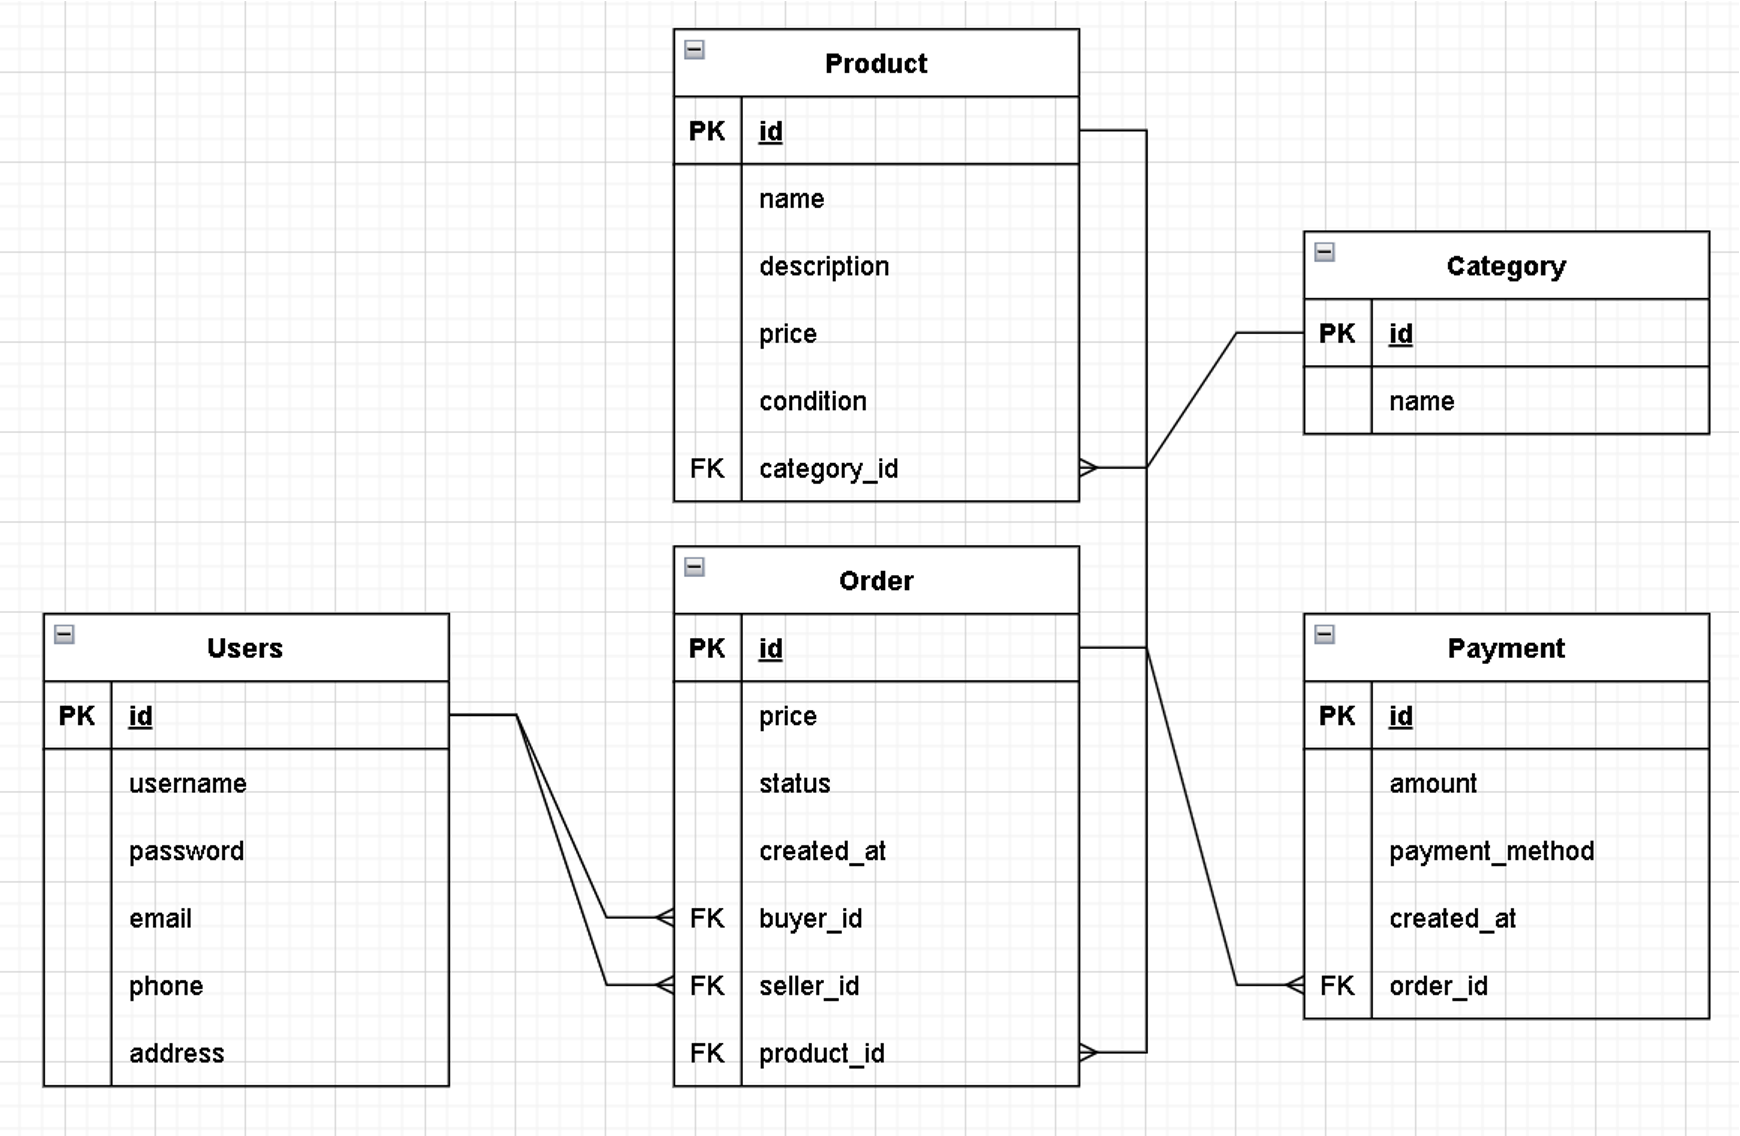 Product
PK id
name
description
price
condition
FK category_id
Category
PK id
name
Order
PK id
price
status
created_at
FK buyer_id
FK seller_id
FK product_id
Users
PK id
username
password
email
phone
address
Payment
PK id
amount
payment_method
created_at
FK order_id